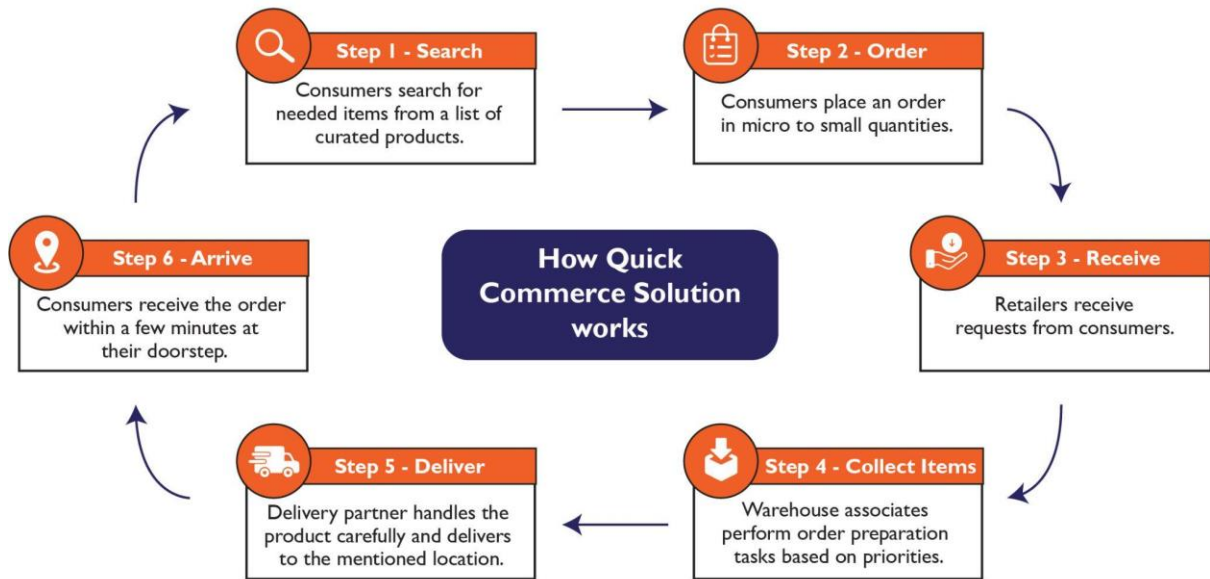 Step 1 - Search
Consumers search for
needed items from a list of
curated products.
Step 2 - Order
Consumers place an order
in micro to small quantities.
Step 3 - Receive
Retailers receive
requests from consumers.
How Quick
Commerce Solution
works
Step 6 - Arrive
Consumers receive the order
within a few minutes at
their doorstep.
Step 5 - Deliver
Delivery partner handles the
product carefully and delivers
to the mentioned location.
Step 4 - Collect Items
Warehouse associates
perform order preparation
tasks based on priorities.